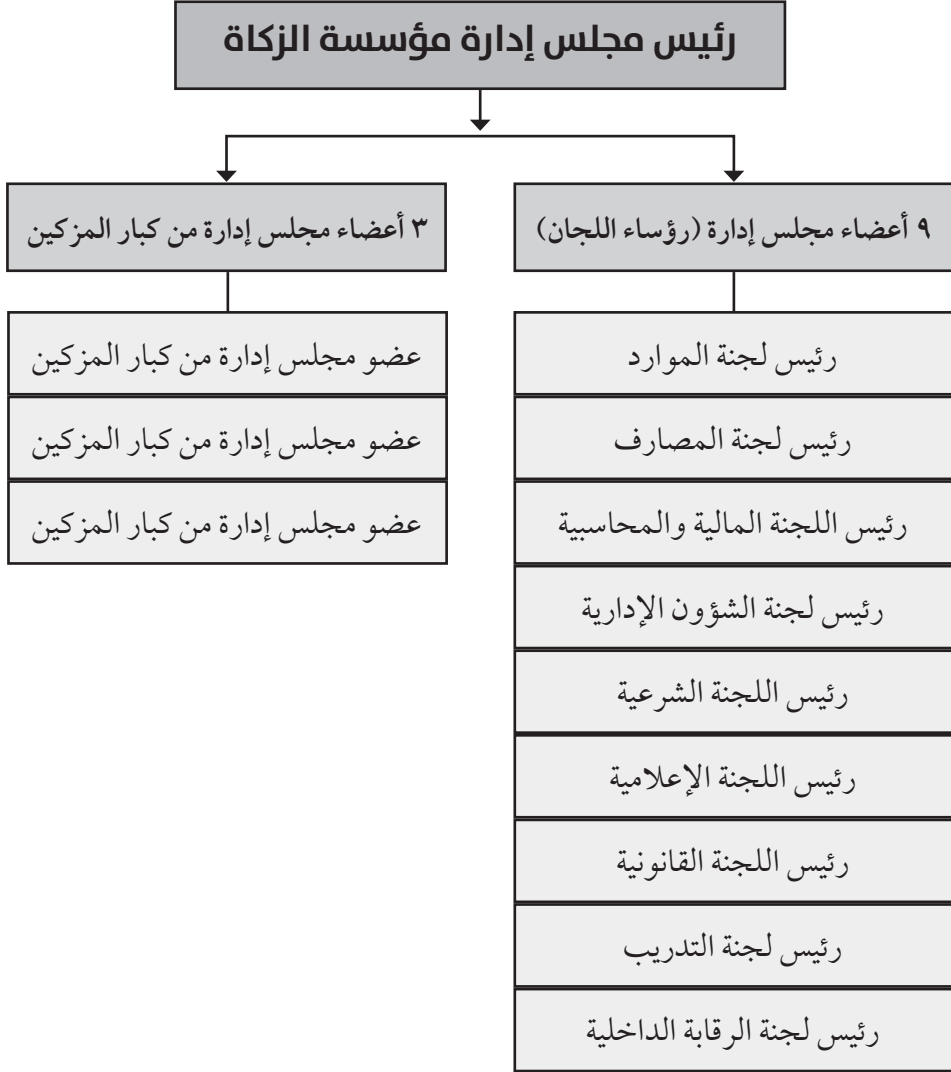 رئيس مجلس إدارة مؤسسة الزكاة
٩ أعضاء مجلس إدارة (رؤساء اللجان)
رئيس لجنة الموارد
رئيس لجنة المصارف
رئيس اللجنة المالية والمحاسبية
رئيس لجنة الشؤون الإدارية
رئيس اللجنة الشرعية
رئيس اللجنة الإعلامية
رئيس اللجنة القانونية
رئيس لجنة التدريب
رئيس لجنة الرقابة الداخلية
٣ أعضاء مجلس إدارة من كبار المزكين
عضو مجلس إدارة من كبار المزكين
عضو مجلس إدارة من كبار المزكين
عضو مجلس إدارة من كبار المزكين